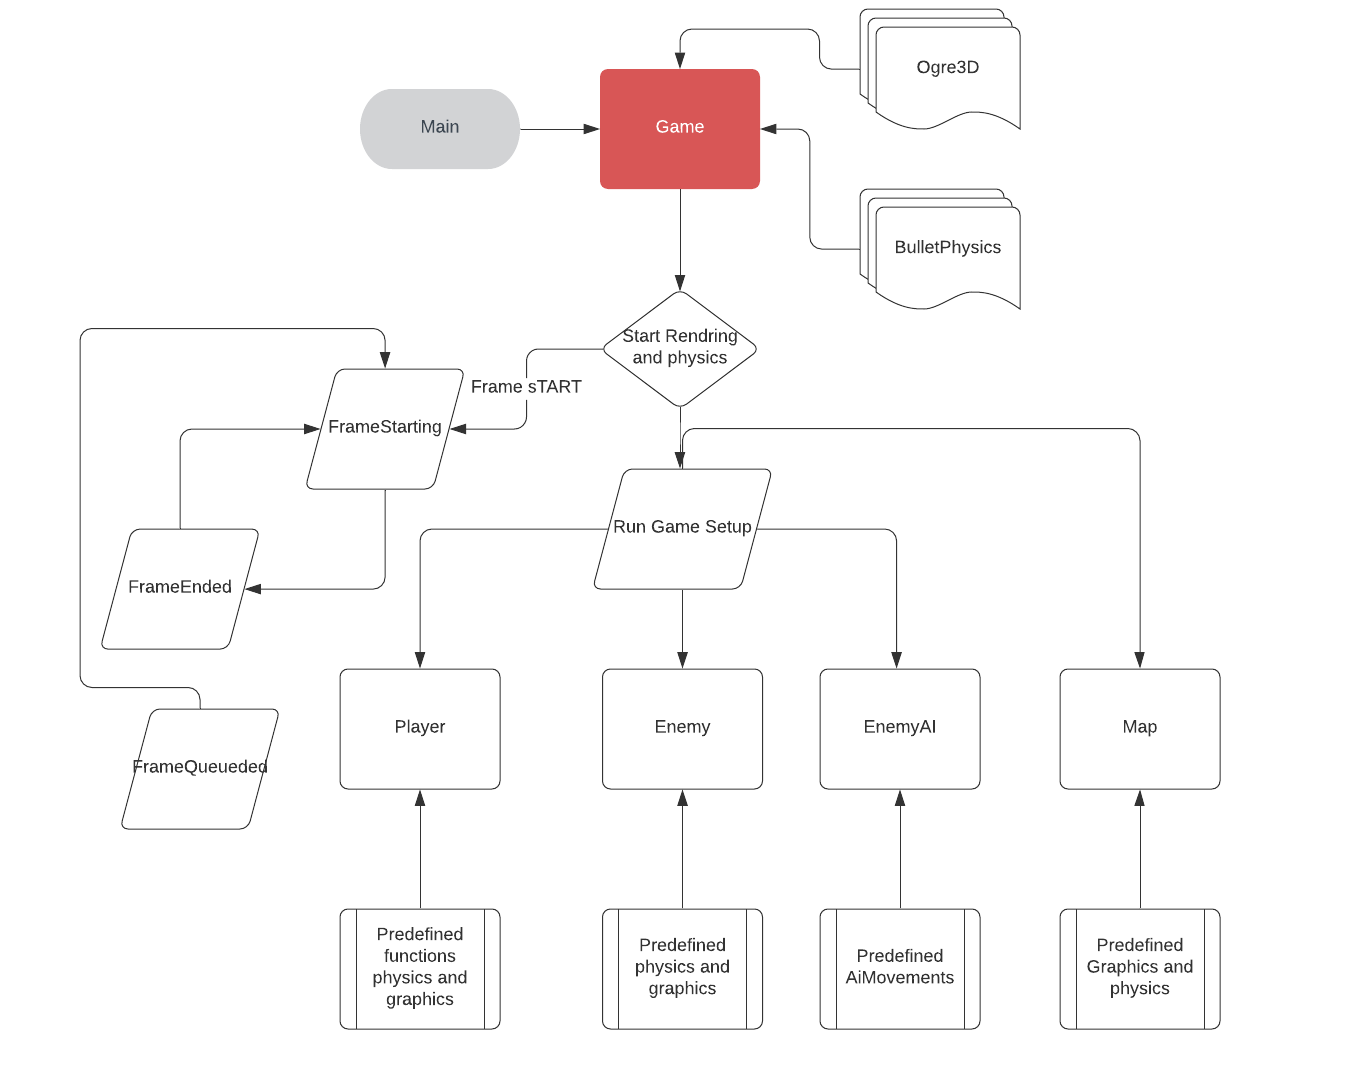 Ogre3D
Main
Game
BulletPhysics
Start Rendring
and physics
Frame sTART
FrameStarting
Run Game Setup
FrameEnded
Player
Enemy
EnemyAI
Map
FrameQueueded
Predefined
functions
physics and
graphics
Predefined
physics and
graphics
Predefined
AiMovements
Predefined
Graphics and
physics